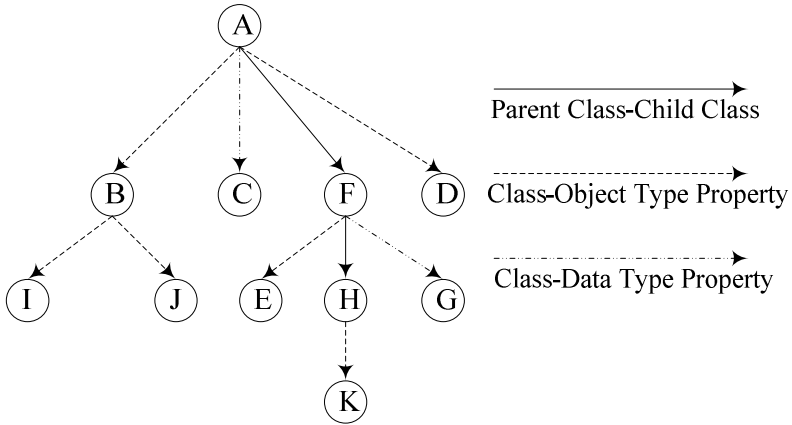 A
Parent Class-Child Class
B
C
F
D
Class-Object Type Property
I
J
E
H
G
Class-Data Type Property
K